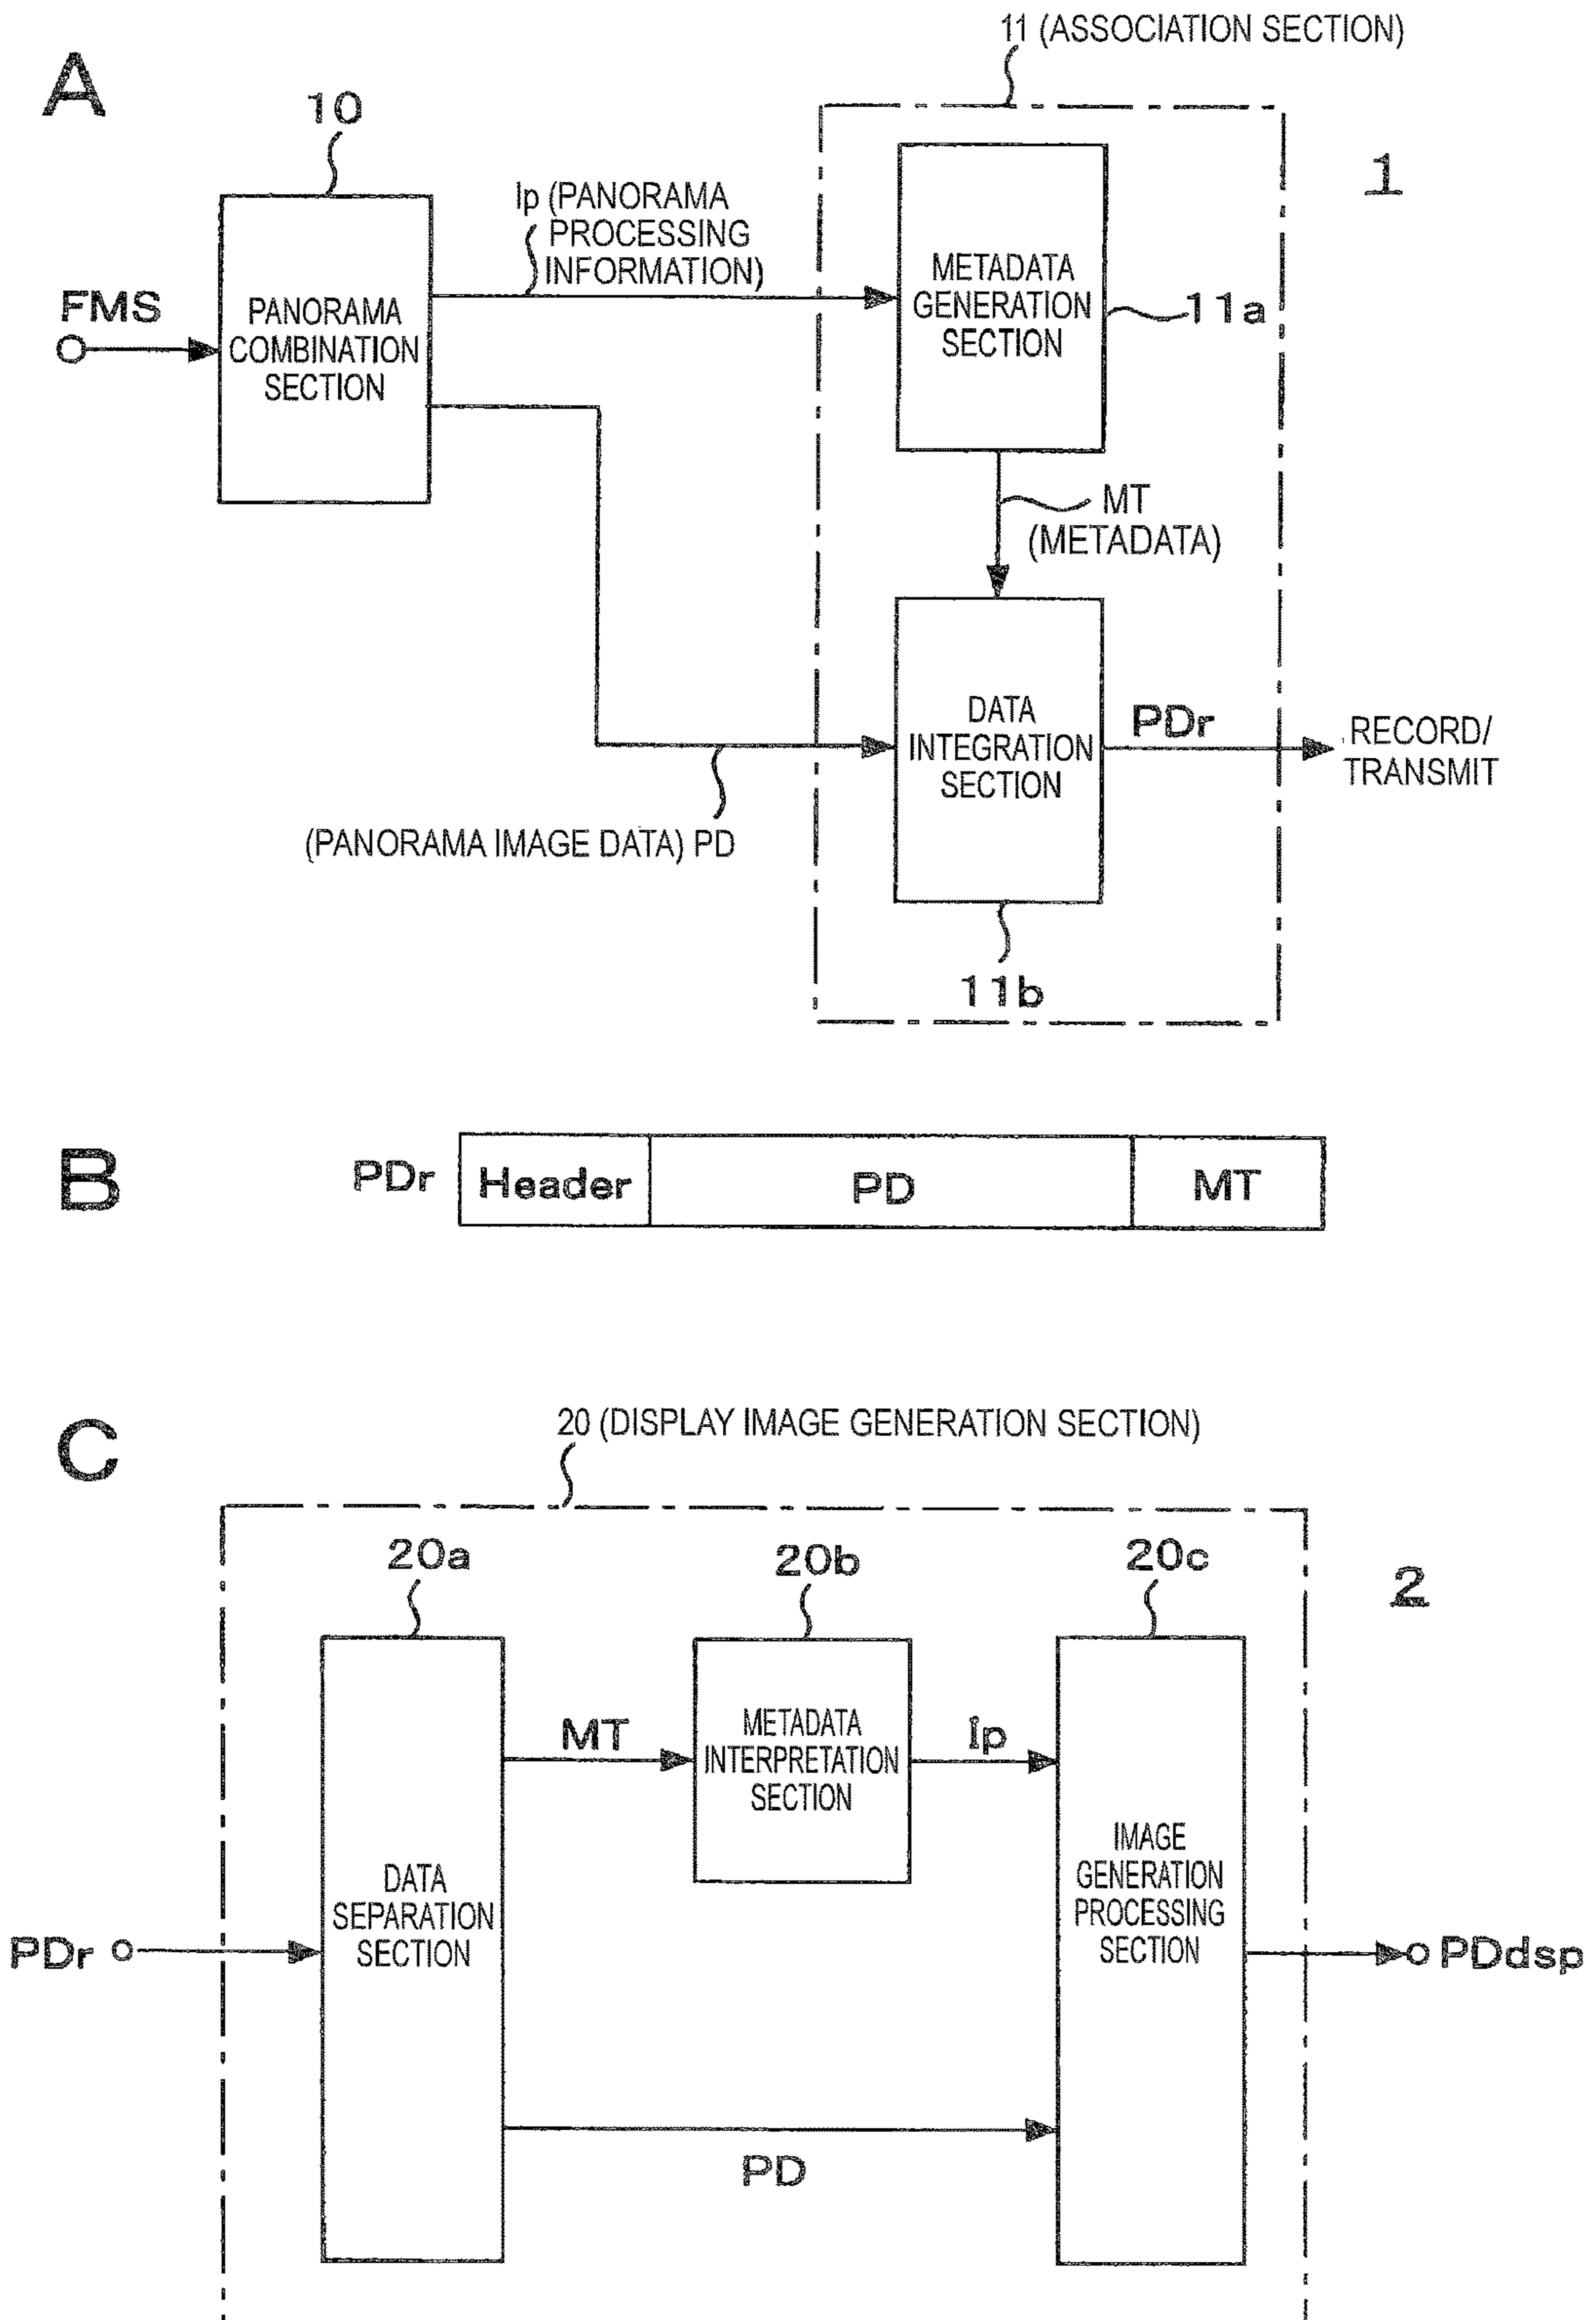 A
11 (ASSOCIATION SECTION)
10
1
Ip (PANORAMA
PROCESSING
INFORMATION)
FMS
PANORAMA
COMBINATION
SECTION
METADATA
GENERATION
SECTION
11a
MT
(METADATA)
DATA
INTEGRATION
SECTION
PDr
RECORD/
TRANSMIT
(PANORAMA IMAGE DATA) PD
11b
B
PDr
Header
PD
MT
C
20 (DISPLAY IMAGE GENERATION SECTION)
20a
20b
20c
2
MT
METADATA
INTERPRETATION
SECTION
Ip
DATA
SEPARATION
SECTION
IMAGE
GENERATION
PROCESSING
SECTION
PDr
PDdsp
PD